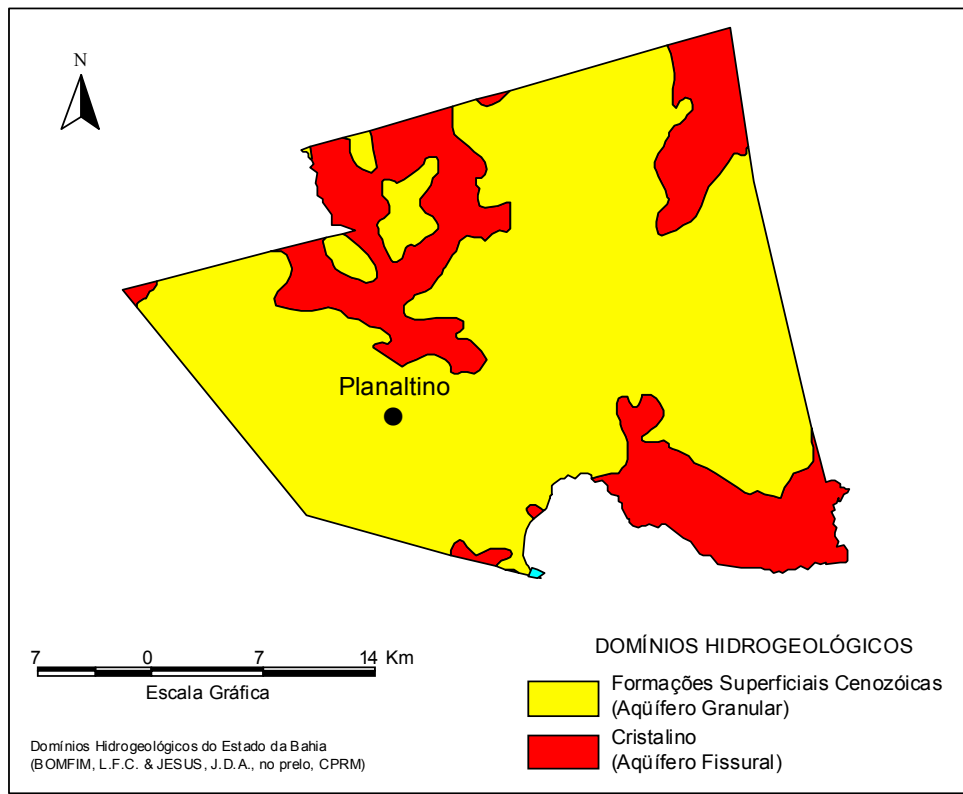 N
Planaltino
7 0 7 14 Km
Escala Gráfica
Domínios Hidrogeológicos do Estado da Bahia
(BOMFIM, L.F.C. & JESUS, J.D.A., no prelo, CPRM)
DOMÍNIOS HIDROGEOLÓGICOS
Formações Superficiais Cenozóicas
(Aqüífero Granular)
Cristalino
(Aqüífero Fissural)